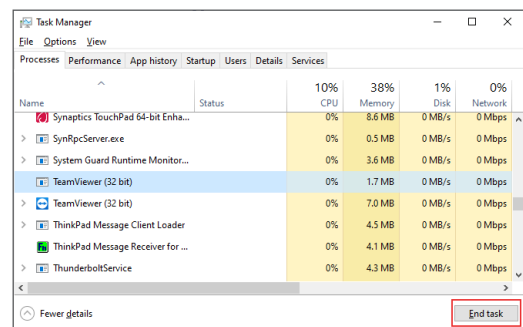 Task Manager
File Options View
Processes Performance App history Startup Users Details Services
10% 38% 1% 0%
Name Status CPU Memory Disk Network
Synaptics TouchPad 64-bit Enha... 0% 8.6 MB 0 MB/s 0 Mbps
SynRpcServer.exe 0% 0.5 MB 0 MB/s 0 Mbps
System Guard Runtime Monitor... 0% 3.6 MB 0 MB/s 0 Mbps
TeamViewer (32 bit) 0% 1.7 MB 0 MB/s 0 Mbps
TeamViewer (32 bit) 0% 7.0 MB 0 MB/s 0 Mbps
ThinkPad Message Client Loader 0% 4.5 MB 0 MB/s 0 Mbps
ThinkPad Message Receiver for ... 0% 4.1 MB 0 MB/s 0 Mbps
ThunderboltService 0% 4.3 MB 0 MB/s 0 Mbps
Fewer details End task